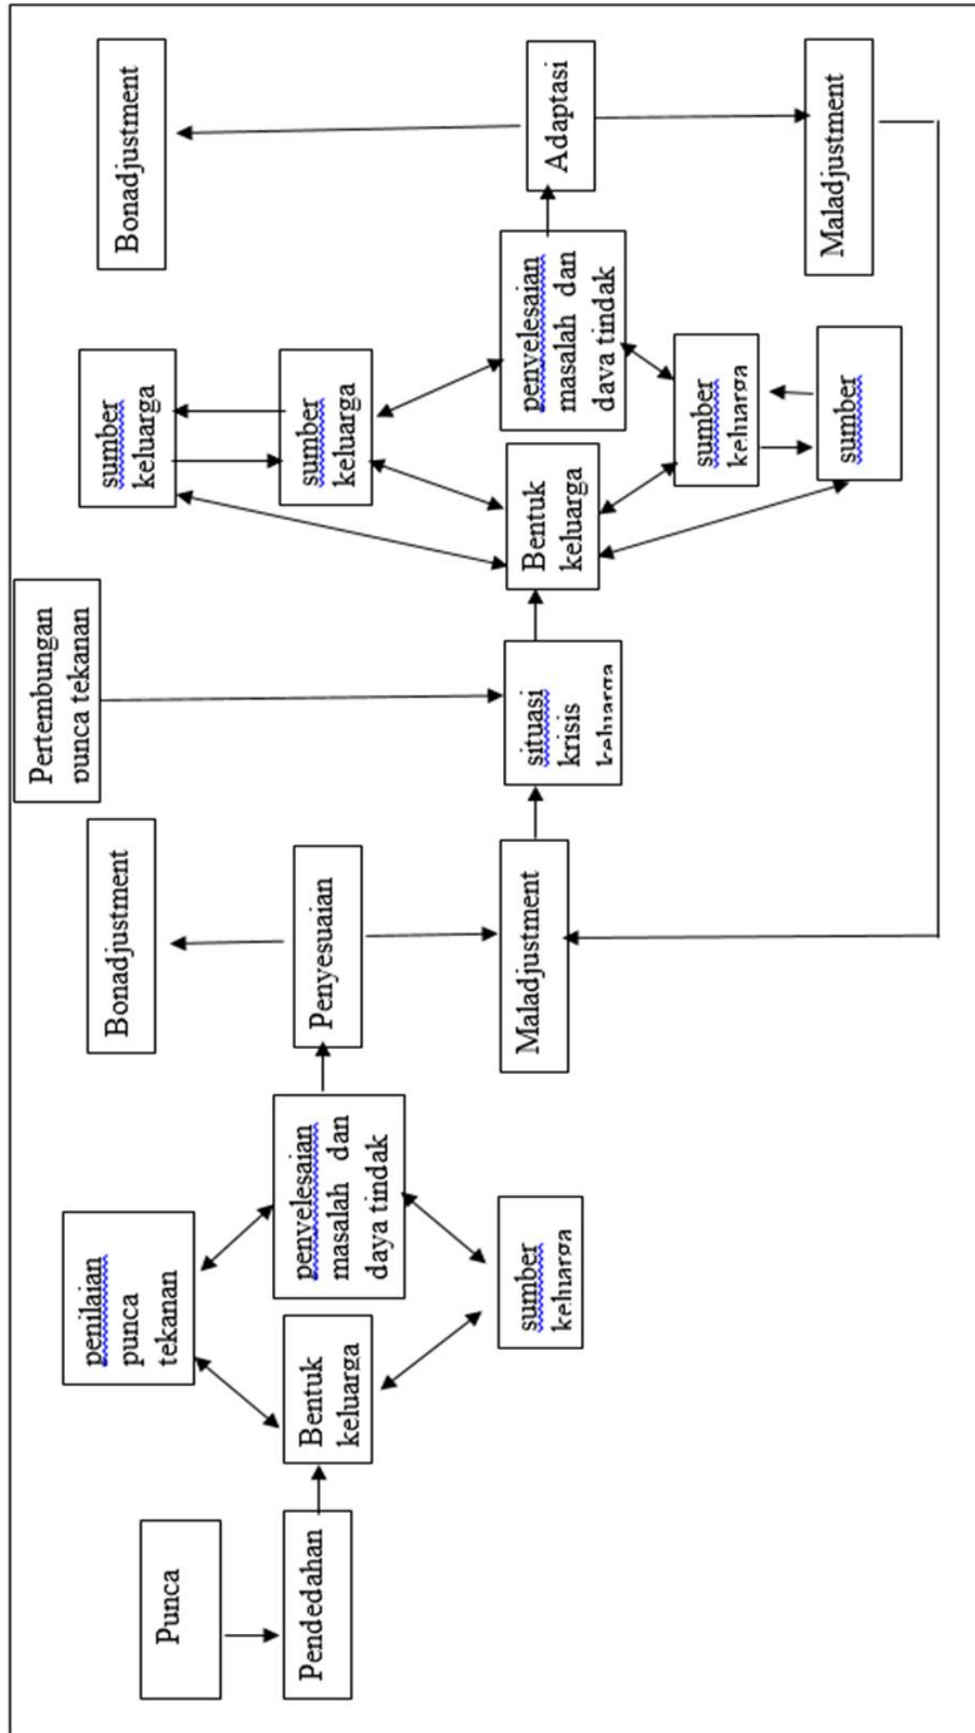 Punca
Pendedahan
penilaian
punca
tekanan
Bentuk
keluarga
penyelesaian
masalah dan
daya tindak
sumber
keluarga
Bonadjustment
Penyesuaian
Maladjustment
Pertembungan
punca tekanan
situasi
krisis
keluarga
sumber
keluarga
sumber
keluarga
Bentuk
keluarga
penyelesaian
masalah dan
daya tindak
sumber
keluarga
sumber
Bonadjustment
Adaptasi
Maladjustment